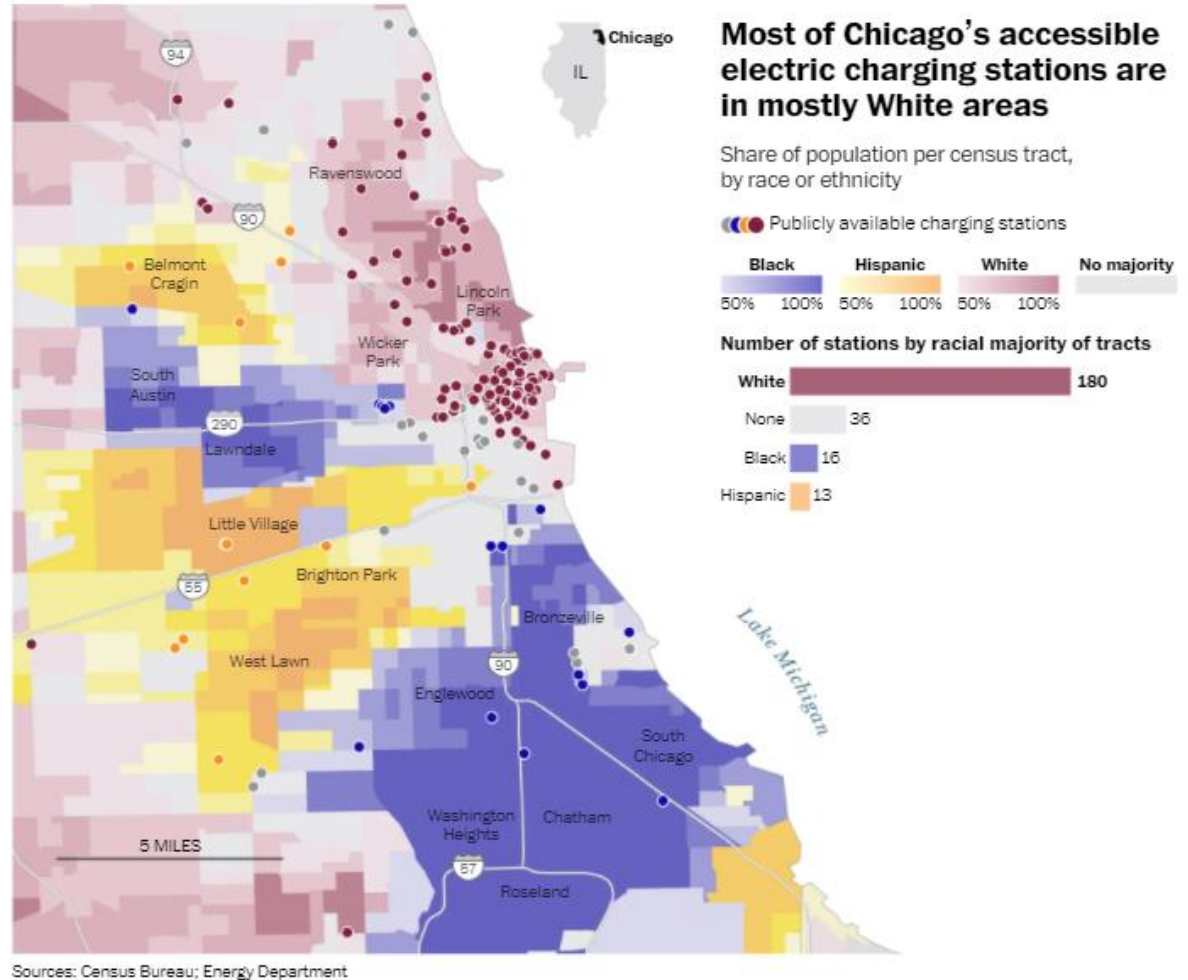 Most of Chicago's accessible
electric charging stations are
in mostly White areas
Share of population per census tract,
by race or ethnicity
Publicly available charging stations
Black
Hispanic
White
No majority
50% 100%
50% 100%
50% 100%
Number of stations by racial majority of tracts
White 180
None 36
Black 16
Hispanic 13
Chicago
IL
94
Ravenswood
90
Belmont
Cragin
Lincoln
Park
Wicker
Park
South
Austin
290
Lawndale
Little Village
Brighton Park
55
Bronzeville
West Lawn
90
Englewood
South
Chicago
Lake Michigan
Washington
Heights
Chatham
5 MILES
57
Roseland
Sources: Census Bureau; Energy Department